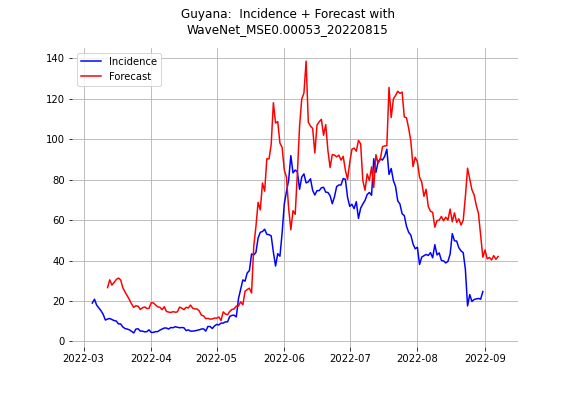 Guyana:  Incidence + Forecast with
WaveNet_MSE0.00053_20220815
Incidence
Forecast
140
120
100
80
60
40
20
0
2022-03 2022-04 2022-05 2022-06 2022-07 2022-08 2022-09